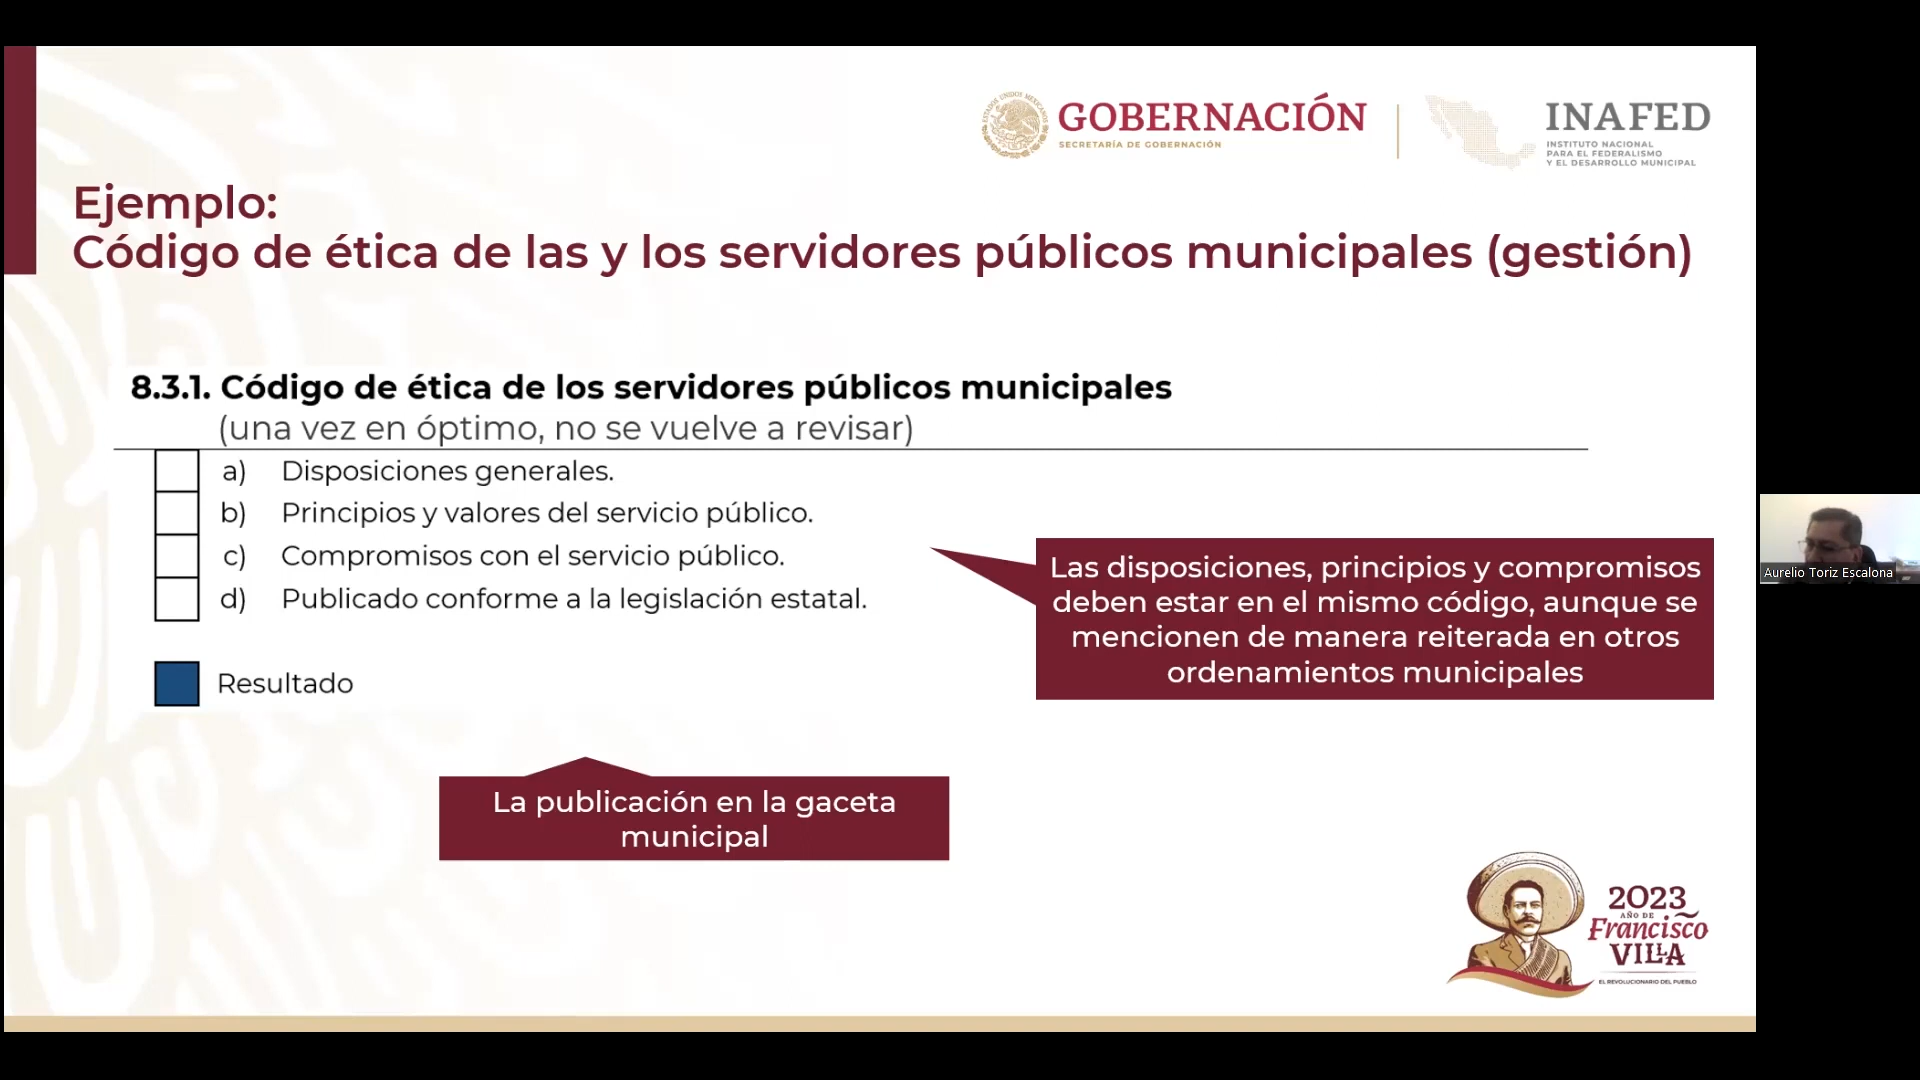 GOBERNACIÓN
SECRETARÍA DE GOBERNACIÓN
INAFED
INSTITUTO NACIONAL
PARA EL FEDERALISMO
Y EL DESARROLLO MUNICIPAL
Ejemplo:
Código de ética de las y los servidores públicos municipales (gestión)
8.3.1. Código de ética de los servidores públicos municipales
(una vez en óptimo, no se vuelve a revisar)
a) Disposiciones generales.
b) Principios y valores del servicio público.
c) Compromisos con el servicio público.
d) Publicado conforme a la legislación estatal.
Resultado
Las disposiciones, principios y compromisos
deben estar en el mismo código, aunque se
mencionen de manera reiterada en otros
ordenamientos municipales
La publicación en la gaceta
municipal
Aurelio Toriz Escalona
2023
AÑO DE
Francisco
VILLA
EL REVOLUCIONARIO DEL PUEBLO